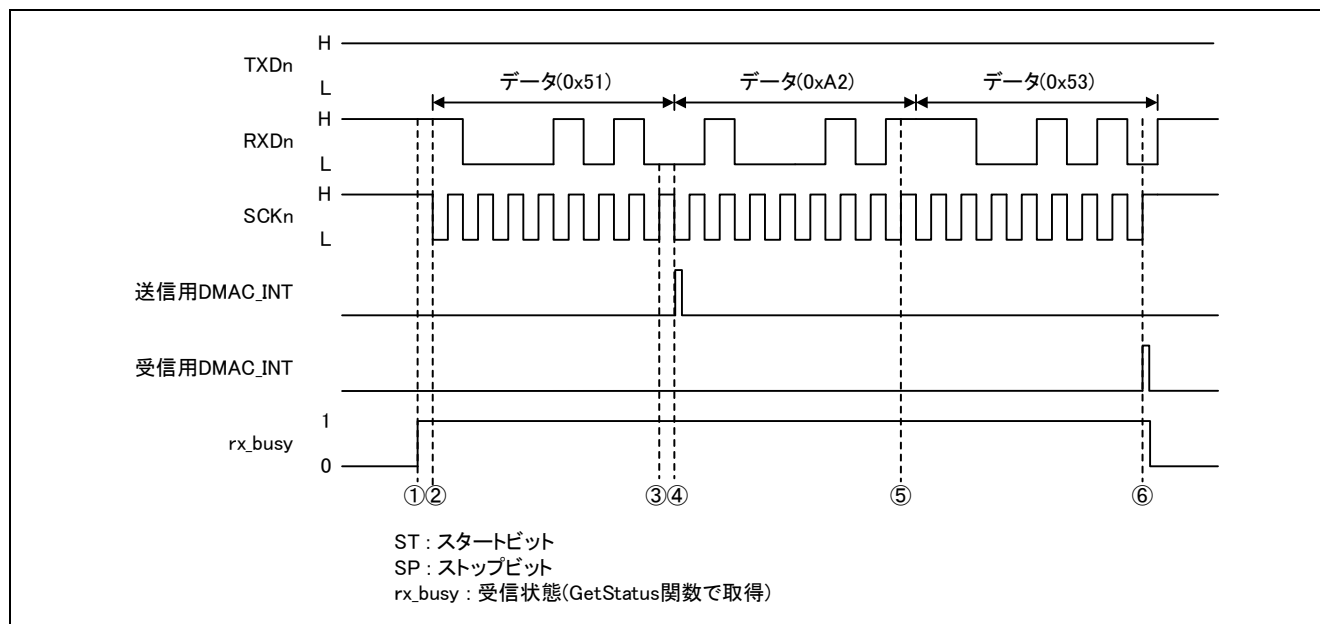 H
TXDn
L
データ(0x51)
データ(0xA2)
データ(0x53)
H
RXDn
L
H
SCKn
L
送信用DMAC_INT
受信用DMAC_INT
1
rx_busy
0
①② ③④ ⑤ ⑥
ST : スタートビット
SP : ストップビット
rx_busy : 受信状態(GetStatus関数で取得)